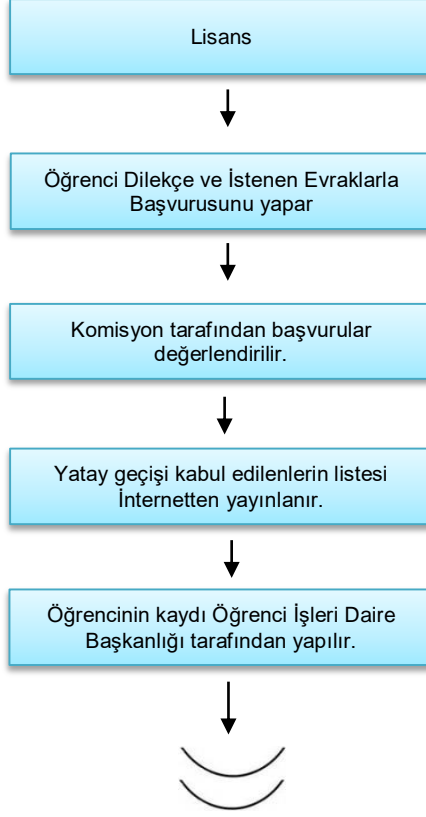 Lisans
Öğrenci Dilekçe ve İstenen Evraklarla
Başvurusunu yapar
Komisyon tarafından başvurular
değerlendirilir.
Yatay geçişi kabul edilenlerin listesi
İnternetten yayınlanır.
Öğrencinin kaydı Öğrenci İşleri Daire
Başkanlığı tarafından yapılır.